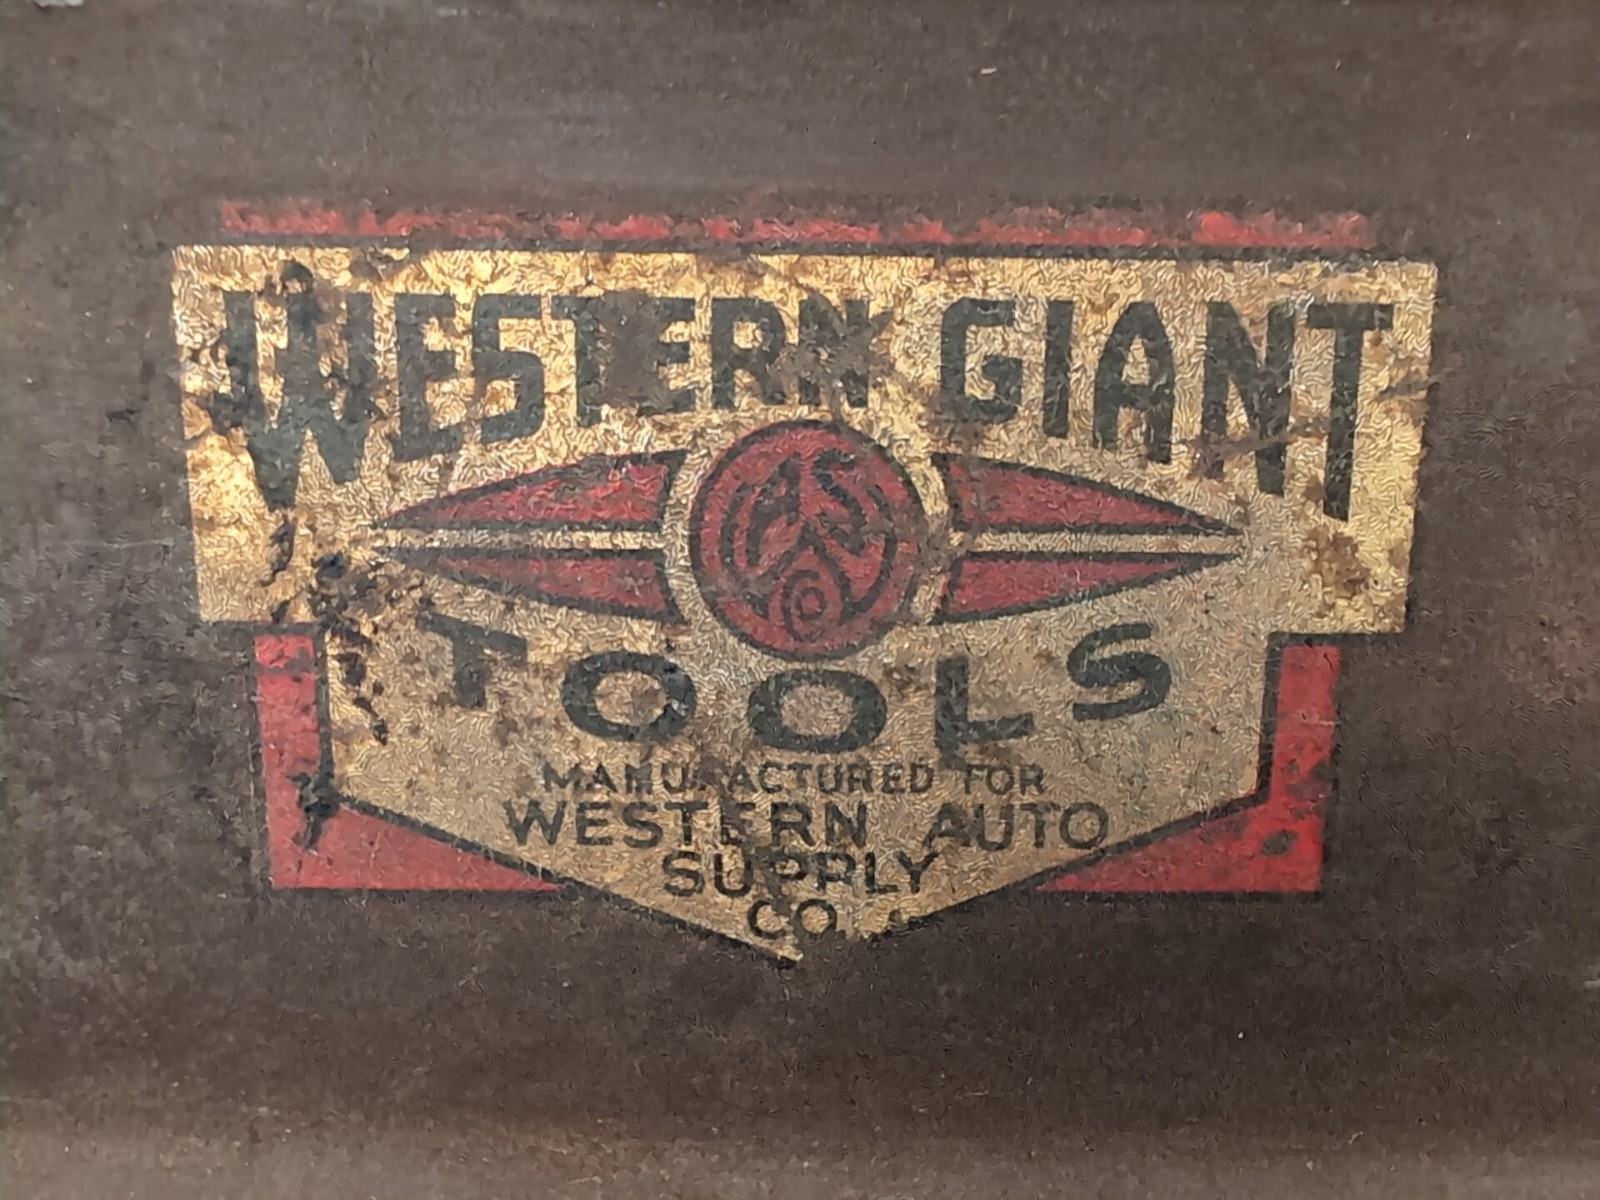 WESTERN GIANT
TOOLS
MANUFACTURED FOR
WESTERN AUTO
SUPPLY
CO.